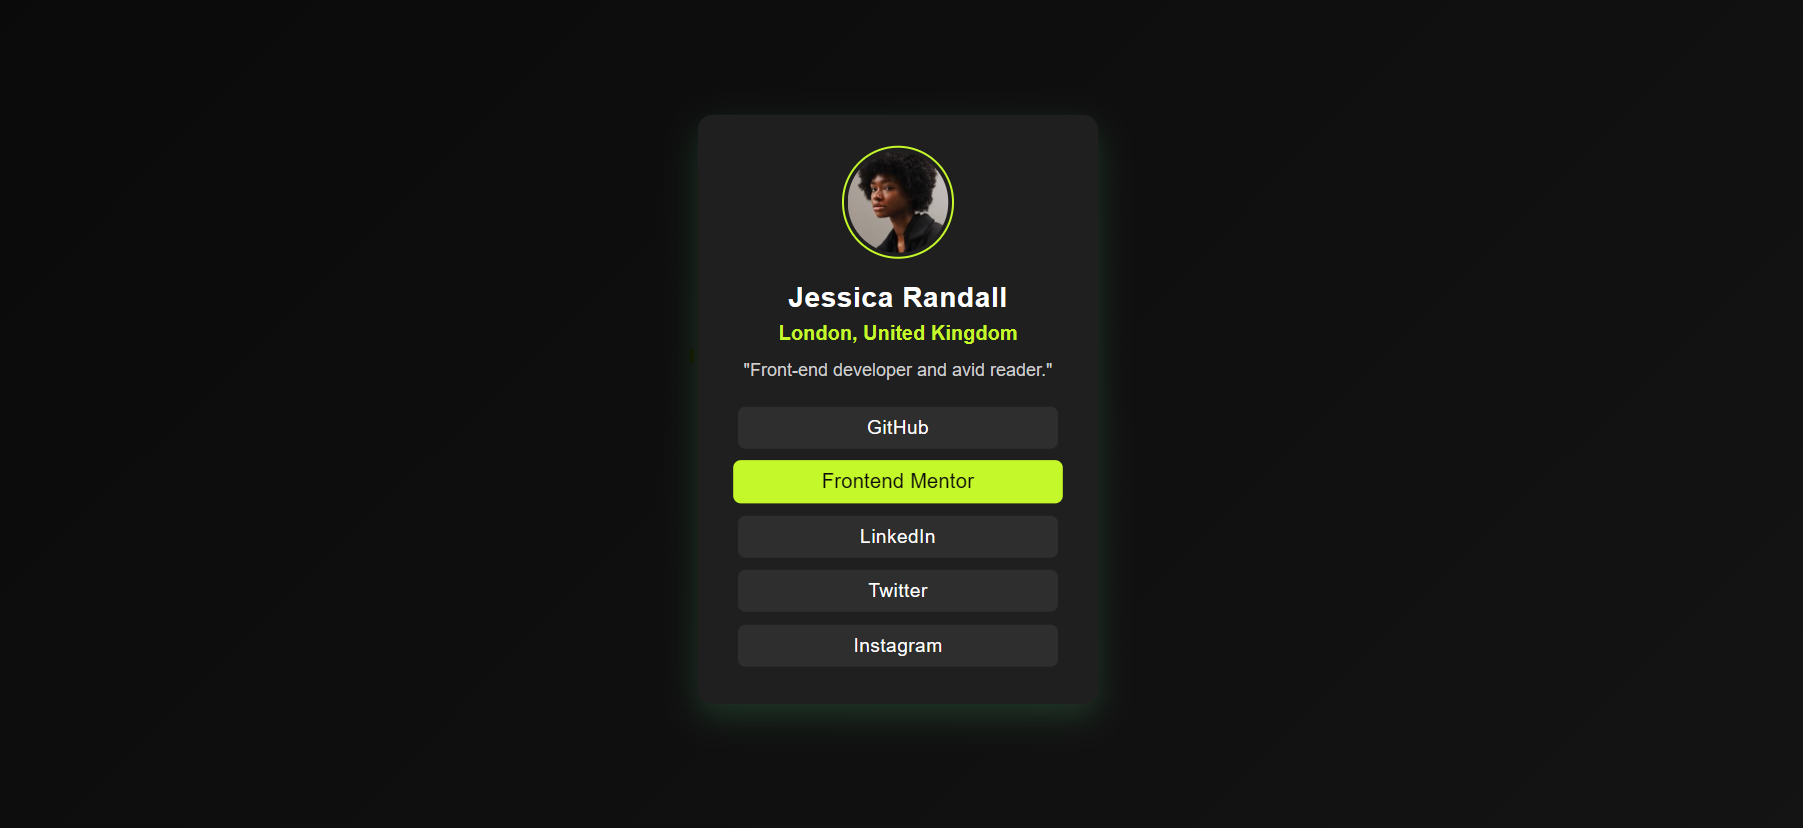 Jessica Randall
London, United Kingdom
"Front-end developer and avid reader."
GitHub
Frontend Mentor
LinkedIn
Twitter
Instagram